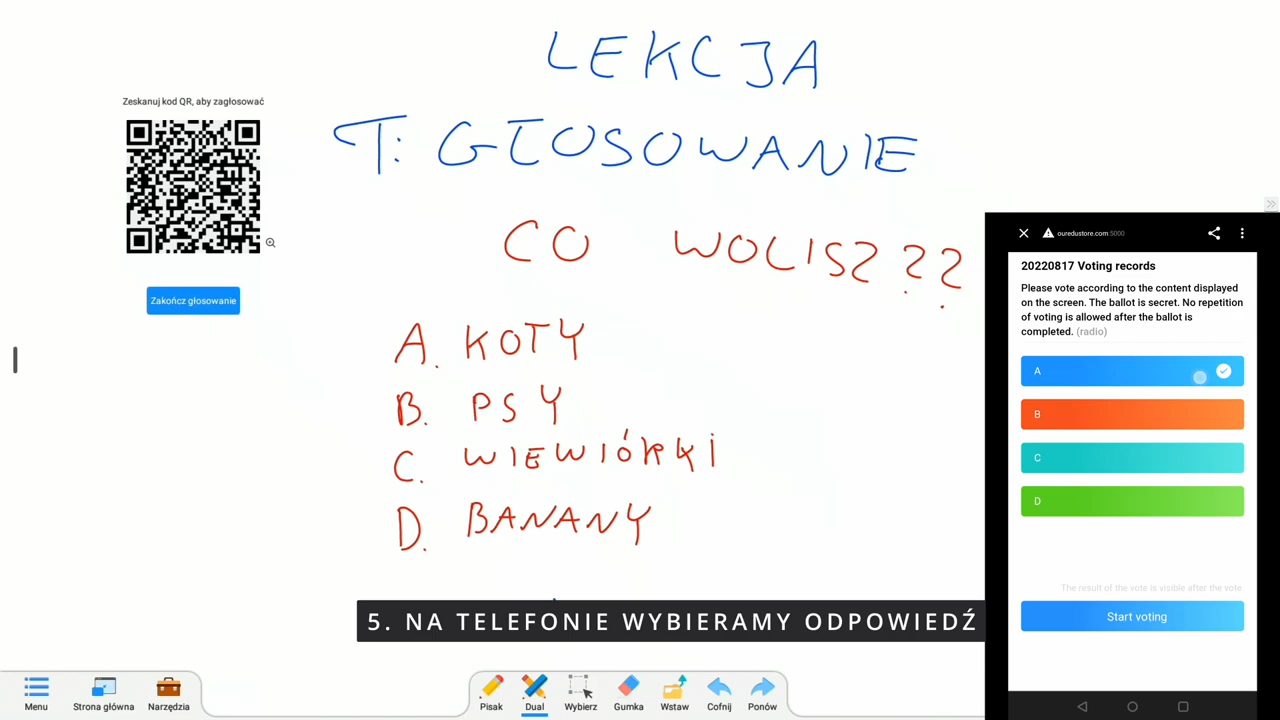 LEKCJA
Zeskanuj kod QR, aby zagłosować
T: GŁOSOWANIE
Zakończ głosowanie
CO WOLISZ ??
A. KOTY
B. PSY
C. WIEWIÓRKI
D. BANANY
ouredustore.com:5000
20220817 Voting records
Please vote according to the content displayed
on the screen. The ballot is secret. No repetition
of voting is allowed after the ballot is
completed. (radio)
A
B
C
D
The result of the vote is visible after the vote.
Start voting
5. NA TELEFONIE WYBIERAMY ODPOWIEDŹ
Menu Strona główna Narzędzia Pisak Dual Wybierz Gumka Wstaw Cofnij Ponów